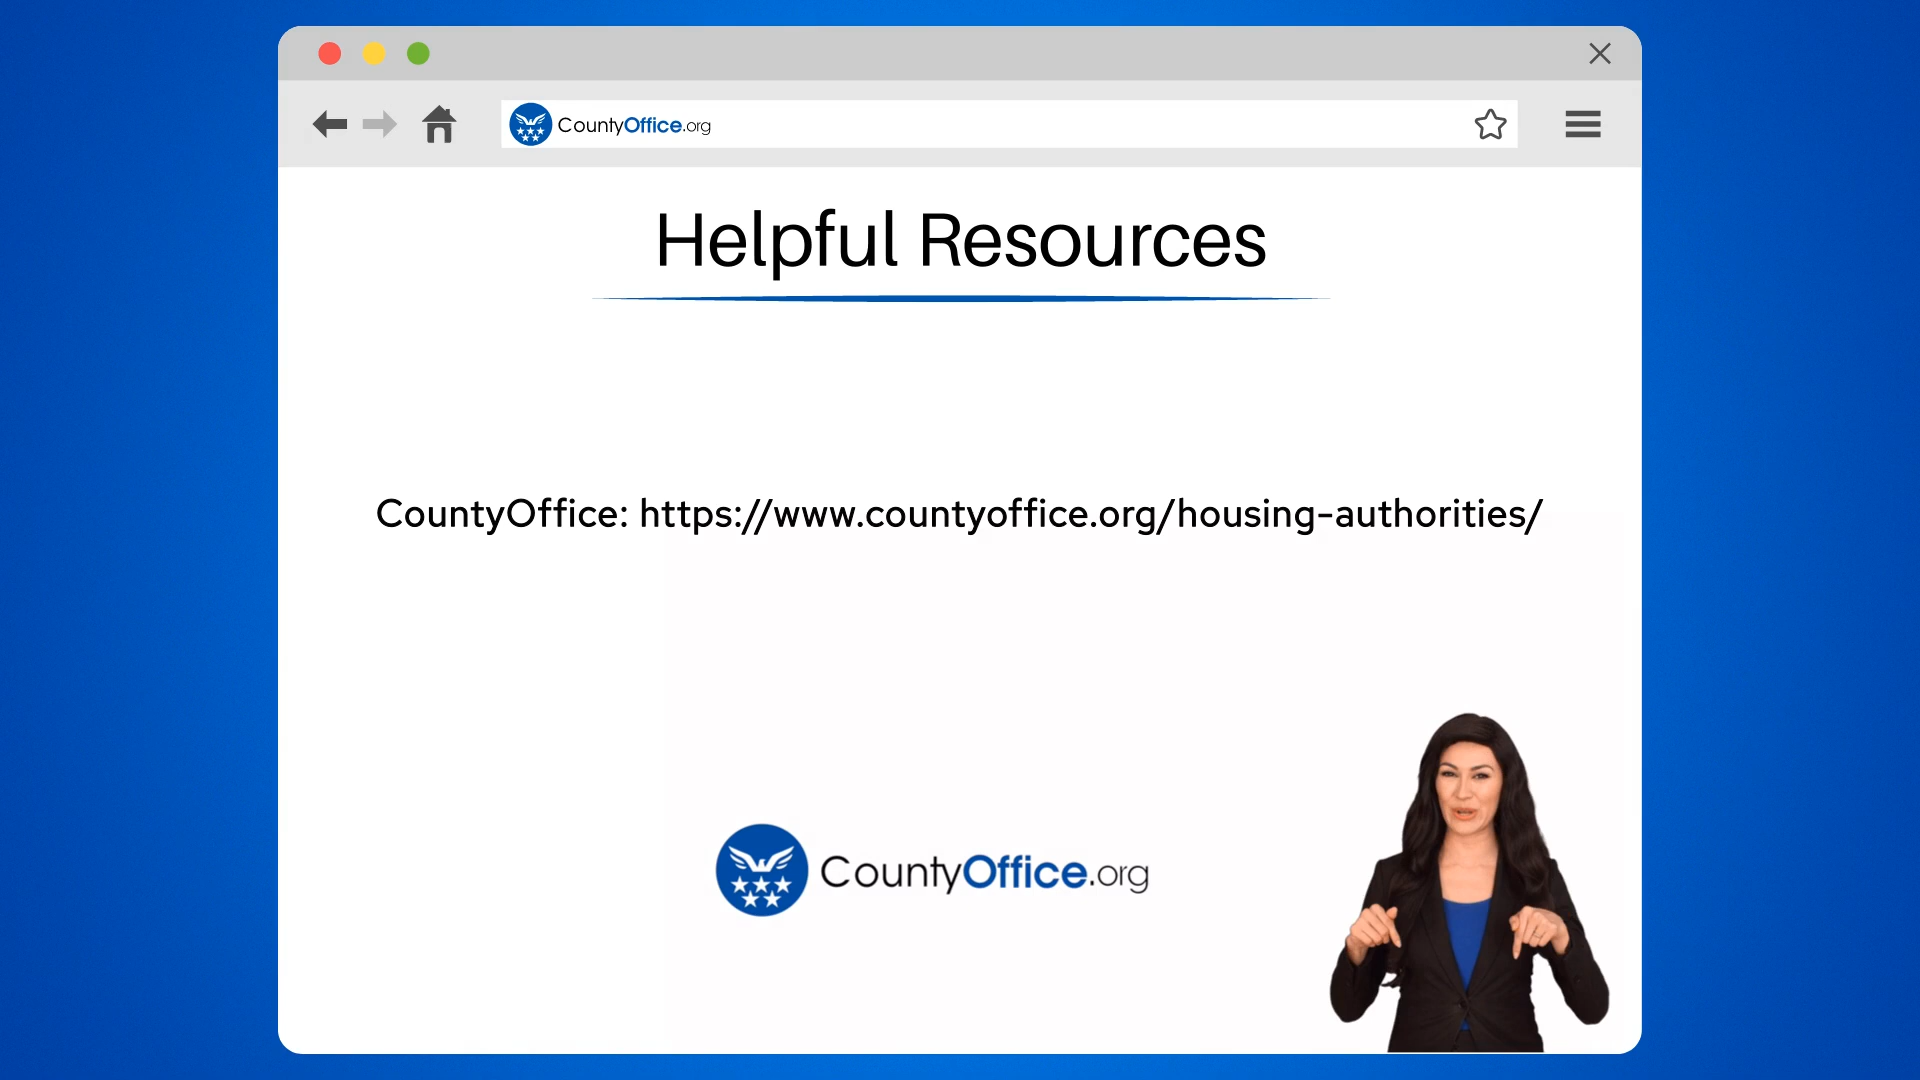 CountyOffice.org
Helpful Resources
CountyOffice: https://www.countyoffice.org/housing-authorities/
CountyOffice.org